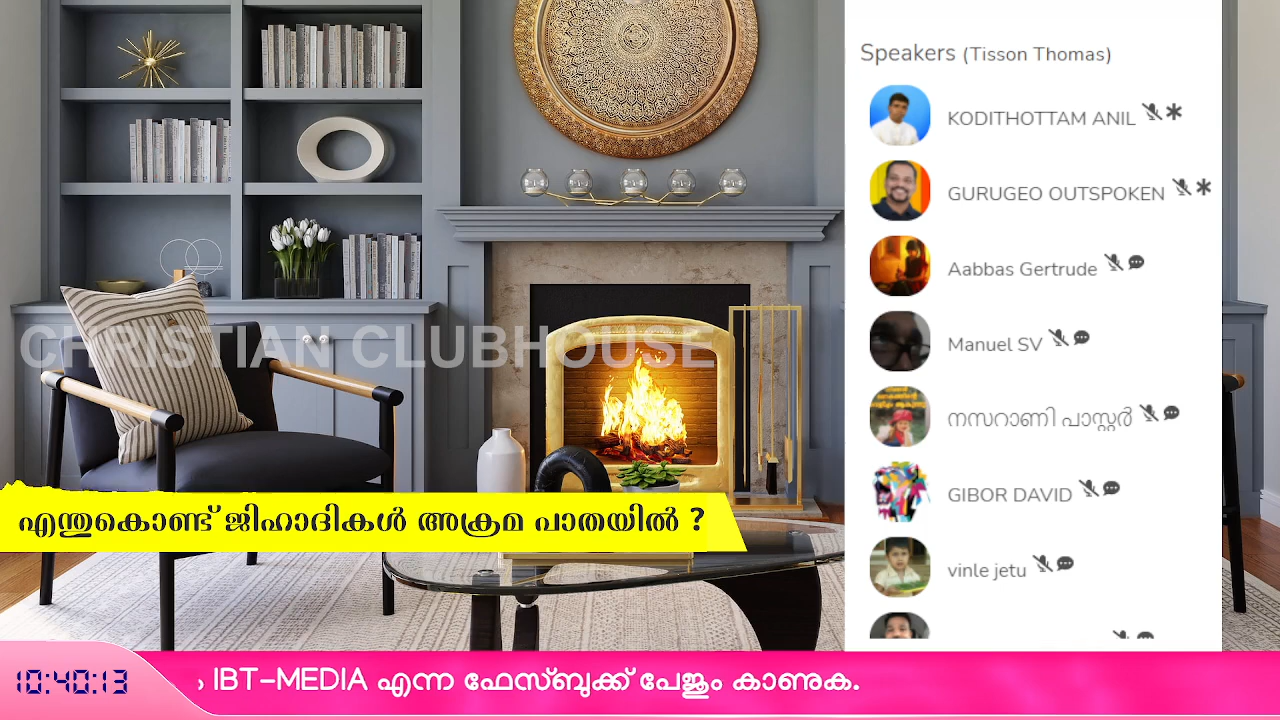 Speakers (Tisson Thomas)
KODITHOTTAM ANIL
GURUGEO OUTSPOKEN
Aabbas Gertrude
Manuel SV
നസറാണി പാസ്റ്റർ
GIBOR DAVID
vinle jetu
CHRISTIAN CLUBHOUSE
എന്തുകൊണ്ട് ജിഹാദികൾ അക്രമ പാതയിൽ ?
10:40:13
IBT-MEDIA എന്ന ഫേസ്ബുക്ക് പേജും കാണുക.